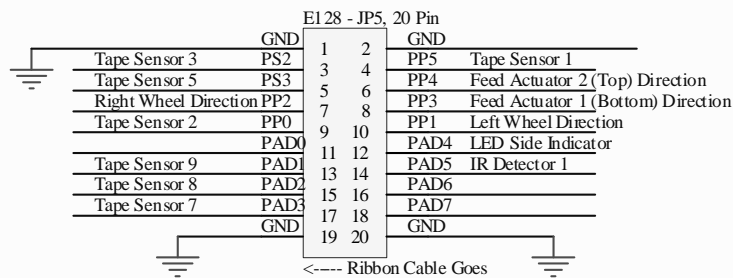 E128 - JP5, 20 Pin
GND 1 2 GND
Tape Sensor 3 PS2 3 4 PP5 Tape Sensor 1
Tape Sensor 5 PS3 5 6 PP4 Feed Actuator 2 (Top) Direction
Right Wheel Direction PP2 7 8 PP3 Feed Actuator 1 (Bottom) Direction
Tape Sensor 2 PP0 9 10 PP1 Left Wheel Direction
PAD0 11 12 PAD4 LED Side Indicator
Tape Sensor 9 PAD1 13 14 PAD5 IR Detector 1
Tape Sensor 8 PAD2 15 16 PAD6
Tape Sensor 7 PAD3 17 18 PAD7
GND 19 20 GND
<----- Ribbon Cable Goes